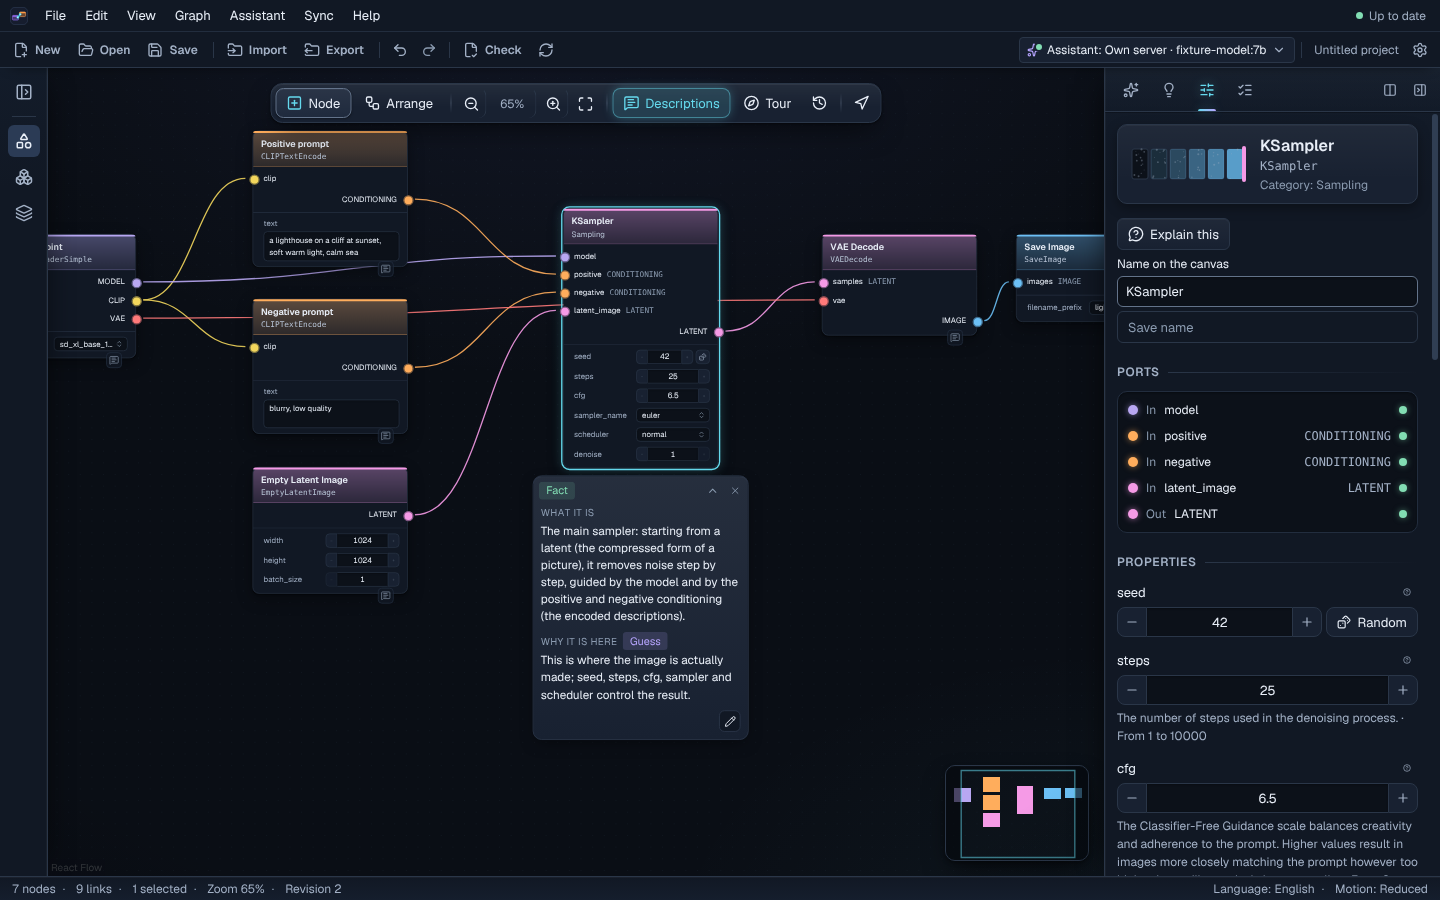 File Edit View Graph Assistant Sync Help
Up to date
New Open Save Import Export Check
Assistant: Own server · fixture-model:7b
Untitled project
Node Arrange 65% Descriptions Tour
Positive prompt
CLIPTextEncode
clip
CONDITIONING
text
a lighthouse on a cliff at sunset,
soft warm light, calm sea
oint
aderSimple
MODEL
CLIP
VAE
sd_xl_base_1...
Negative prompt
CLIPTextEncode
clip
CONDITIONING
text
blurry, low quality
Empty Latent Image
EmptyLatentImage
LATENT
width 1024
height 1024
batch_size 1
KSampler
Sampling
model
positive CONDITIONING
negative CONDITIONING
latent_image LATENT
LATENT
seed 42
steps 25
cfg 6.5
sampler_name euler
scheduler normal
denoise 1
Fact
WHAT IT IS
The main sampler: starting from a
latent (the compressed form of a
picture), it removes noise step by
step, guided by the model and by the
positive and negative conditioning
(the encoded descriptions).
WHY IT IS HERE Guess
This is where the image is actually
made; seed, steps, cfg, sampler and
scheduler control the result.
VAE Decode
VAEDecode
samples LATENT
vae
IMAGE
Save Image
SaveImage
images IMAGE
filename_prefix lig
React Flow
KSampler
KSampler
Category: Sampling
Explain this
Name on the canvas
KSampler
Save name
PORTS
In model
In positive CONDITIONING
In negative CONDITIONING
In latent_image LATENT
Out LATENT
PROPERTIES
seed
42
Random
steps
25
The number of steps used in the denoising process. ·
From 1 to 10000
cfg
6.5
The Classifier-Free Guidance scale balances creativity
and adherence to the prompt. Higher values result in
images more closely matching the prompt however too
7 nodes · 9 links · 1 selected · Zoom 65% · Revision 2
Language: English · Motion: Reduced